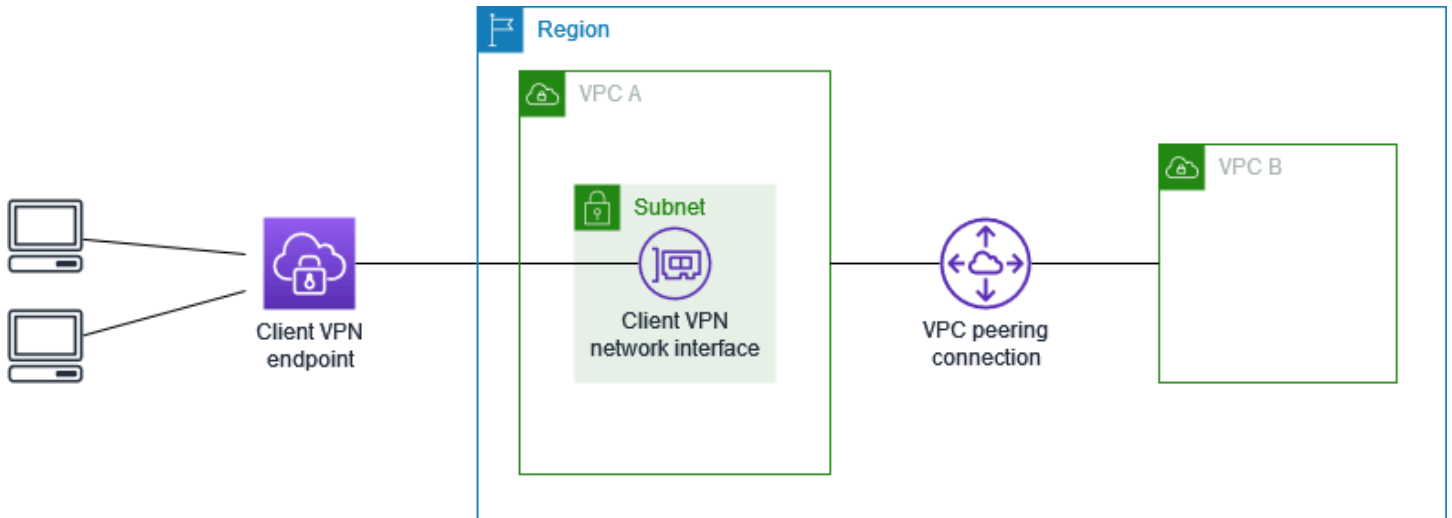 Region
VPC A
VPC B
Subnet
Client VPN
endpoint
Client VPN
network interface
VPC peering
connection